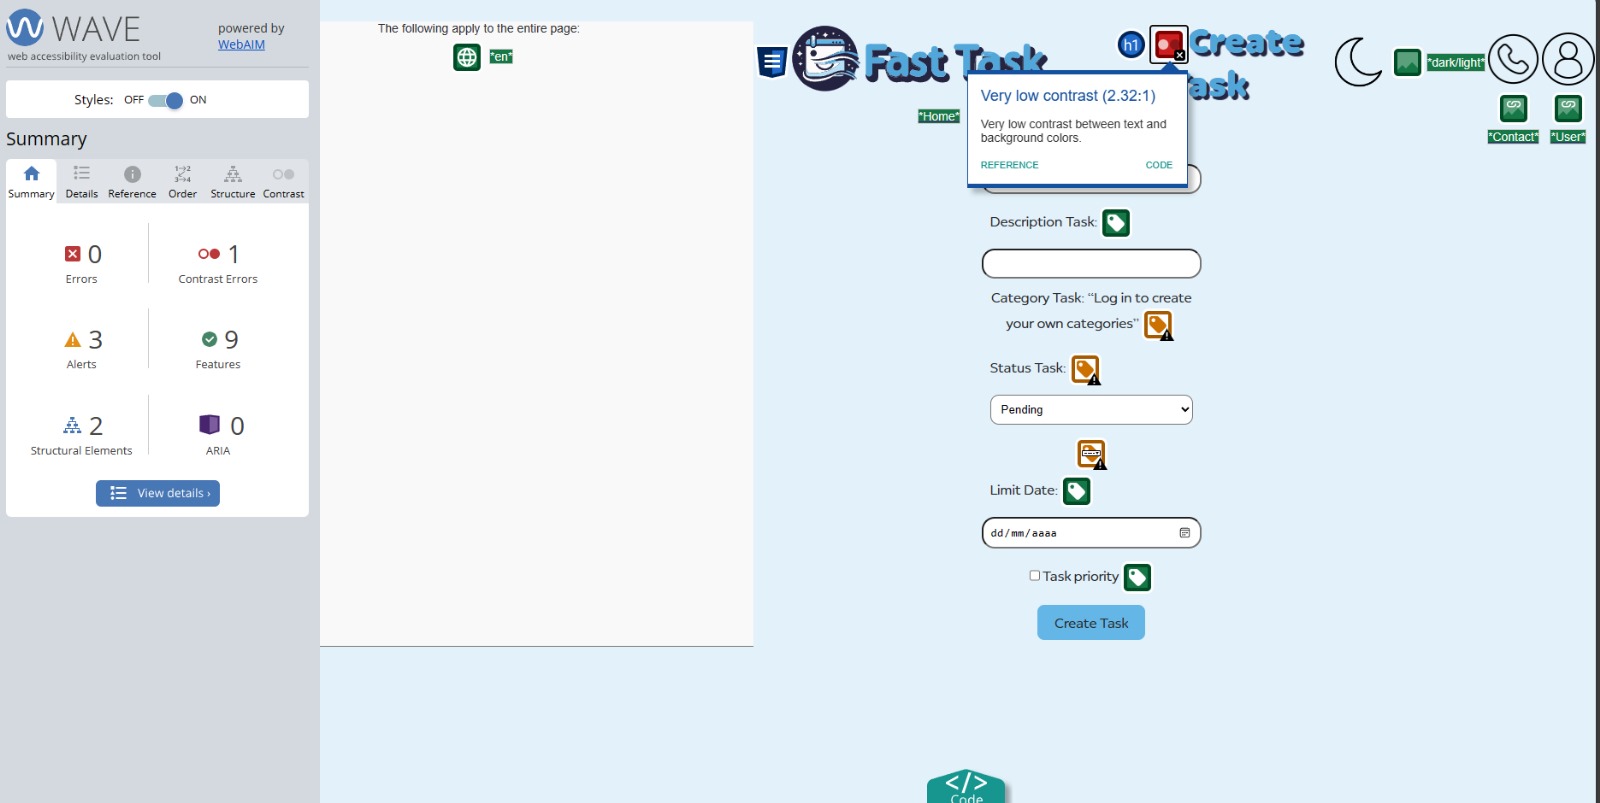 WAVE
web accessibility evaluation tool
powered by
WebAIM
Styles: OFF ON
Summary
Summary Details Reference Order Structure Contrast
0
Errors
1
Contrast Errors
3
Alerts
9
Features
2
Structural Elements
0
ARIA
View details ›
The following apply to the entire page:
*en*
Fast Task
*Home*
h1
Create
Task
Very low contrast (2.32:1)
Very low contrast between text and
background colors.
REFERENCE CODE
*dark/light*
*Contact*
*User*
Description Task:
Category Task: “Log in to create
your own categories”
Status Task:
Pending
Limit Date:
dd/mm/aaaa
Task priority
Create Task
</> 
Code